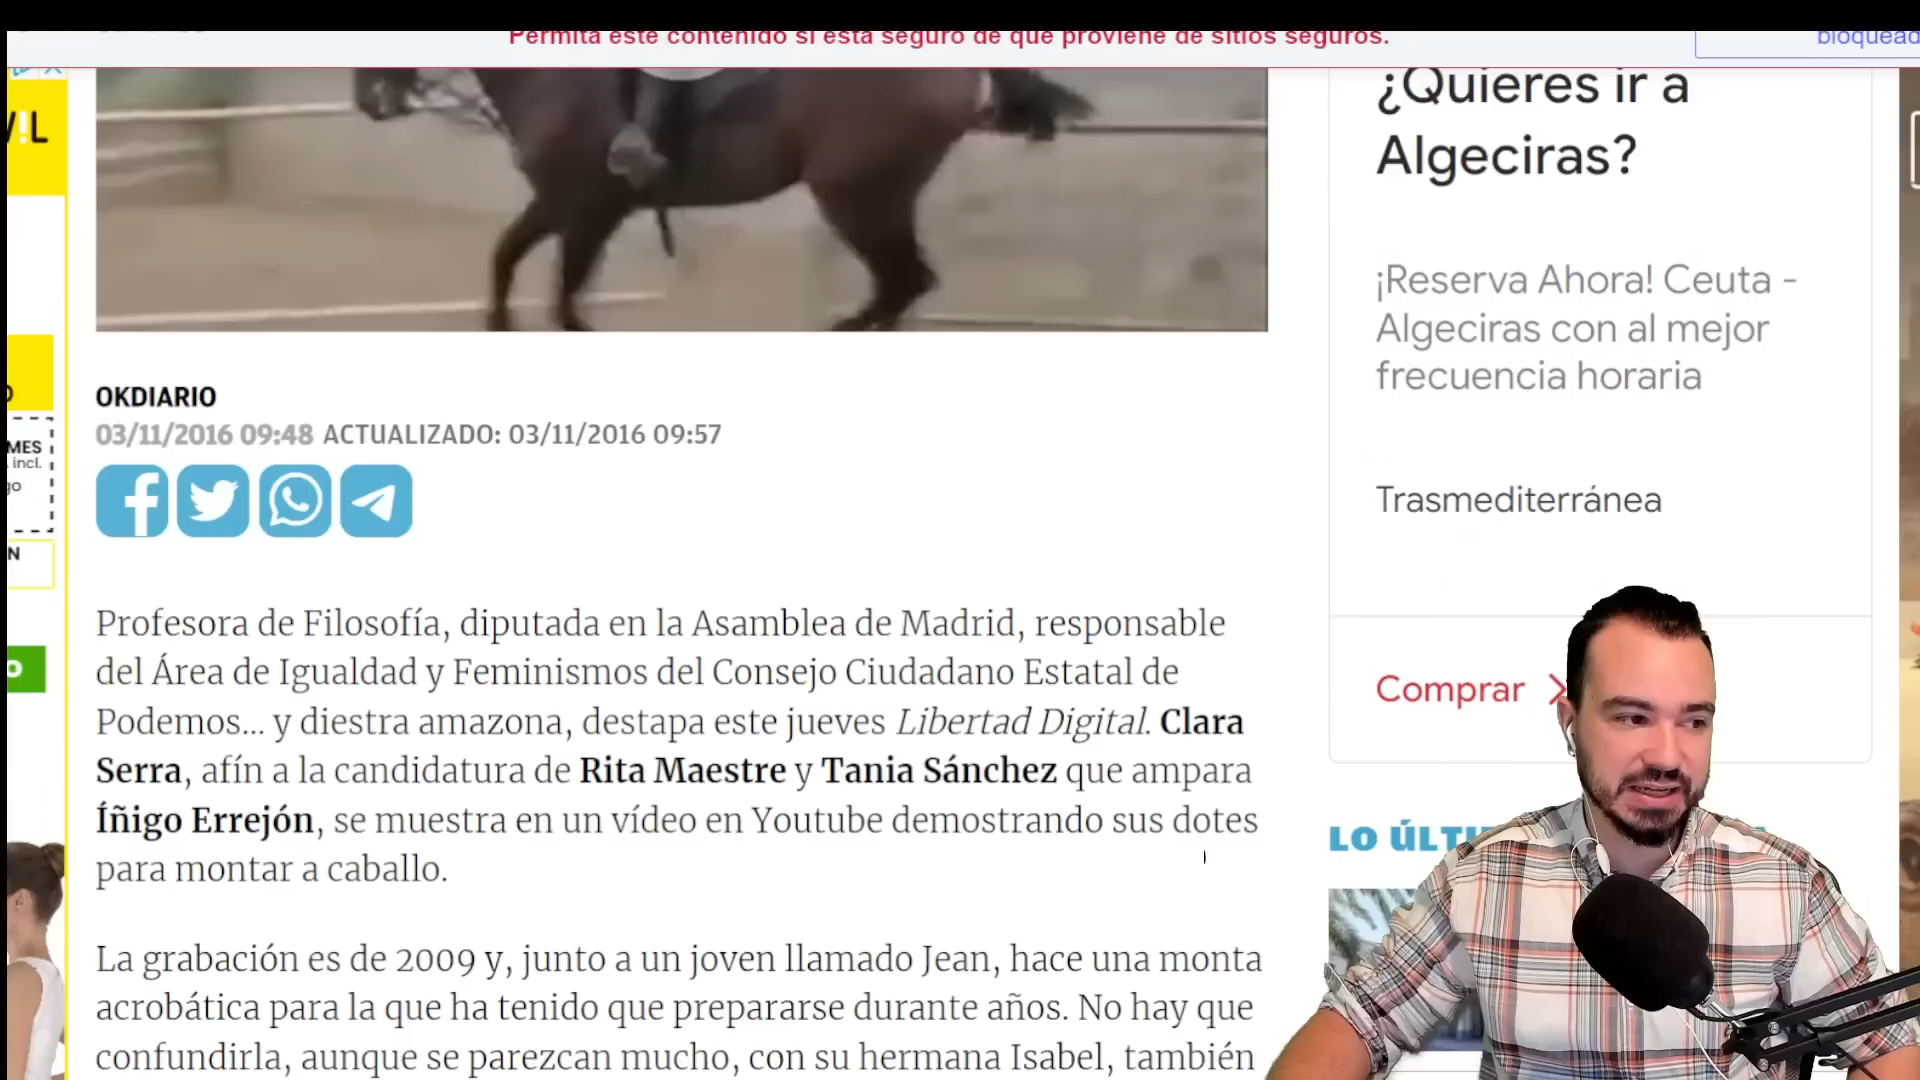 Permita este contenido si está seguro de que proviene de sitios seguros.
bloquead
¿Quieres ir a
Algeciras?
¡Reserva Ahora! Ceuta -
Algeciras con al mejor
frecuencia horaria
Trasmediterránea
Comprar
OKDIARIO
03/11/2016 09:48 ACTUALIZADO: 03/11/2016 09:57
MES
incl.
Profesora de Filosofía, diputada en la Asamblea de Madrid, responsable
del Área de Igualdad y Feminismos del Consejo Ciudadano Estatal de
Podemos... y diestra amazona, destapa este jueves Libertad Digital. Clara
Serra, afín a la candidatura de Rita Maestre y Tania Sánchez que ampara
Íñigo Errejón, se muestra en un vídeo en Youtube demostrando sus dotes
para montar a caballo.
La grabación es de 2009 y, junto a un joven llamado Jean, hace una monta
acrobática para la que ha tenido que prepararse durante años. No hay que
confundirla, aunque se parezcan mucho, con su hermana Isabel, también
LO ÚLT